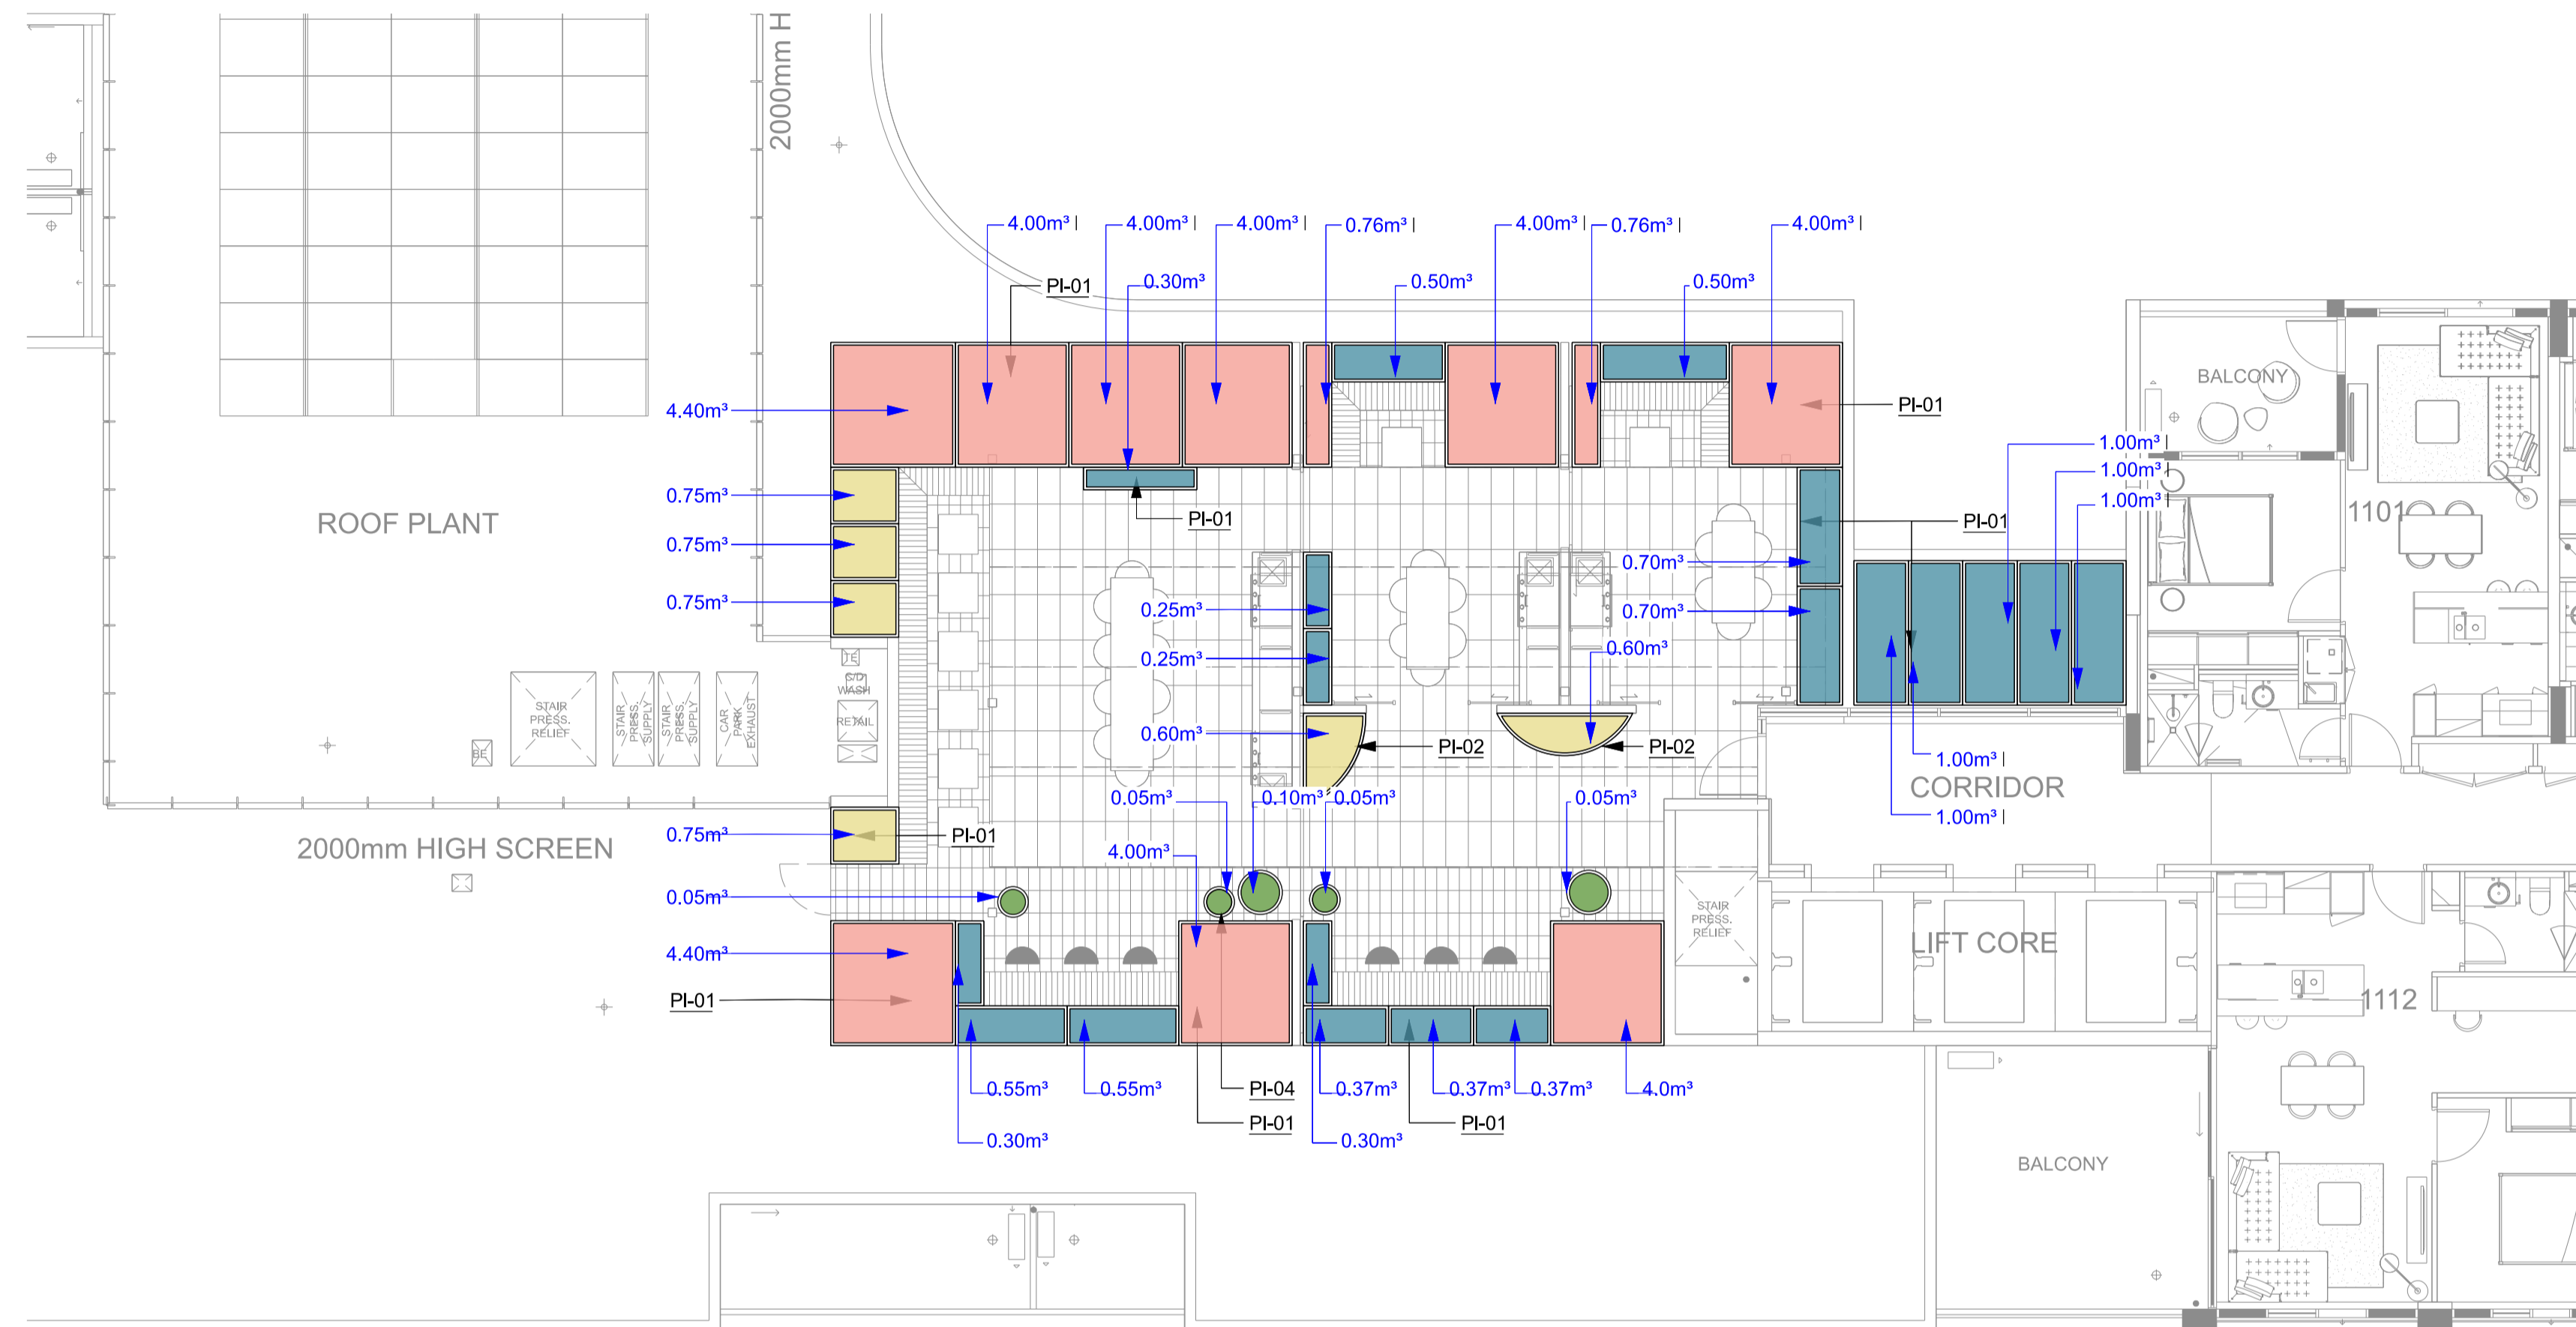 2000mm H
4.00m³
4.00m³
4.00m³
0.76m³
4.00m³
0.76m³
4.00m³
PI-01
0.30m³
0.50m³
0.50m³
BALCONY
4.40m³
PI-01
1.00m³
1.00m³
1.00m³
0.75m³
ROOF PLANT
PI-01
PI-01
1101
0.75m³
0.70m³
0.75m³
0.25m³
0.70m³
0.25m³
0.60m³
TE
C/D
WASH
STAIR
PRESS.
RELIEF
STAIR
PRESS.
SUPPLY
STAIR
PRESS.
SUPPLY
CAR
PARK
EXHAUST
RETAIL
BE
0.60m³
PI-02
PI-02
1.00m³
CORRIDOR
1.00m³
0.05m³
0.10m³
0.05m³
0.05m³
0.75m³
PI-01
2000mm HIGH SCREEN
4.00m³
0.05m³
STAIR
PRESS.
RELIEF
LIFT CORE
4.40m³
PI-01
1112
0.55m³
0.55m³
PI-04
0.37m³
0.37m³
0.37m³
4.0m³
PI-01
PI-01
0.30m³
0.30m³
BALCONY